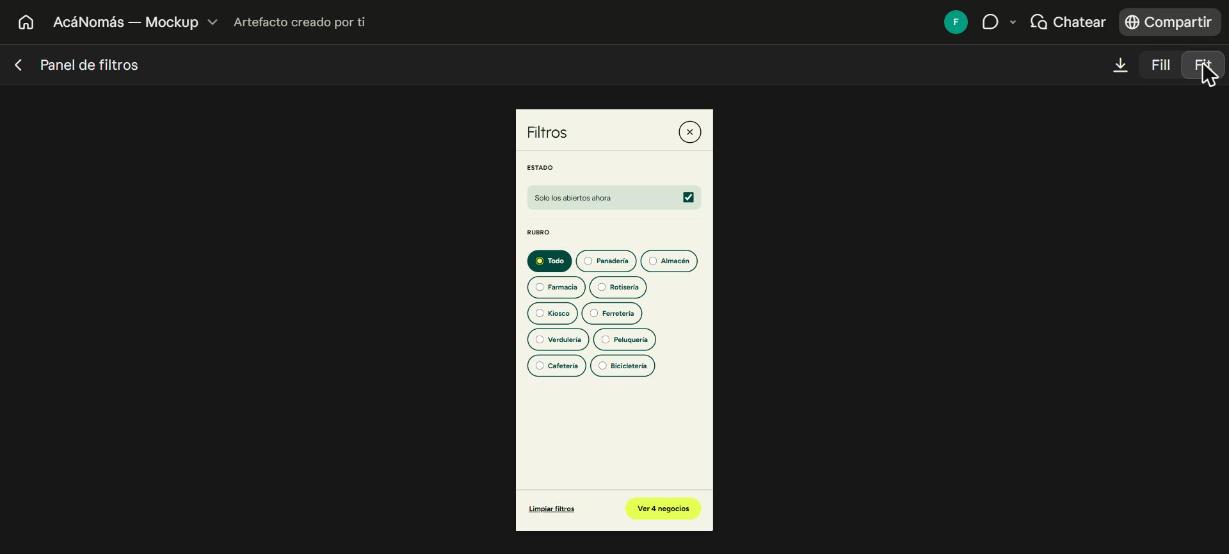 AcáNomás — Mockup
Artefacto creado por ti
F
Chatear
Compartir
Panel de filtros
Fill
Fit
Filtros
ESTADO
Solo los abiertos ahora
RUBRO
Todo
Panadería
Almacén
Farmacia
Rotisería
Kiosco
Ferretería
Verdulería
Peluquería
Cafetería
Bicicletería
Limpiar filtros
Ver 4 negocios